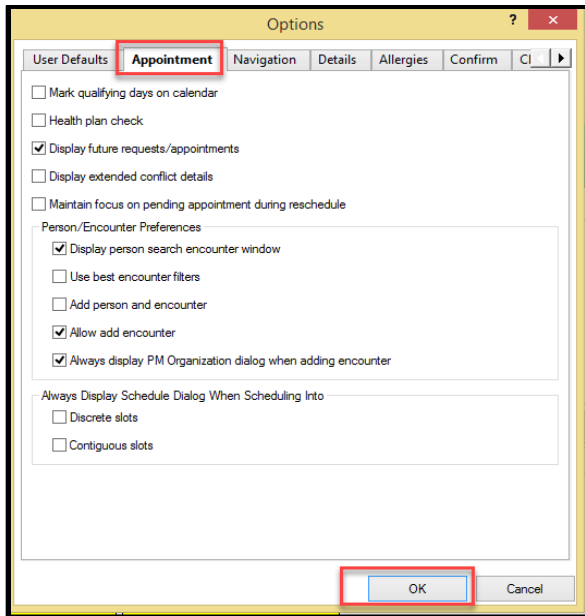 Options
?
×
User Defaults Appointment Navigation Details Allergies Confirm
Mark qualifying days on calendar
Health plan check
Display future requests/appointments
Display extended conflict details
Maintain focus on pending appointment during reschedule
Person/Encounter Preferences
Display person search encounter window
Use best encounter filters
Add person and encounter
Allow add encounter
Always display PM Organization dialog when adding encounter
Always Display Schedule Dialog When Scheduling Into
Discrete slots
Contiguous slots
OK Cancel